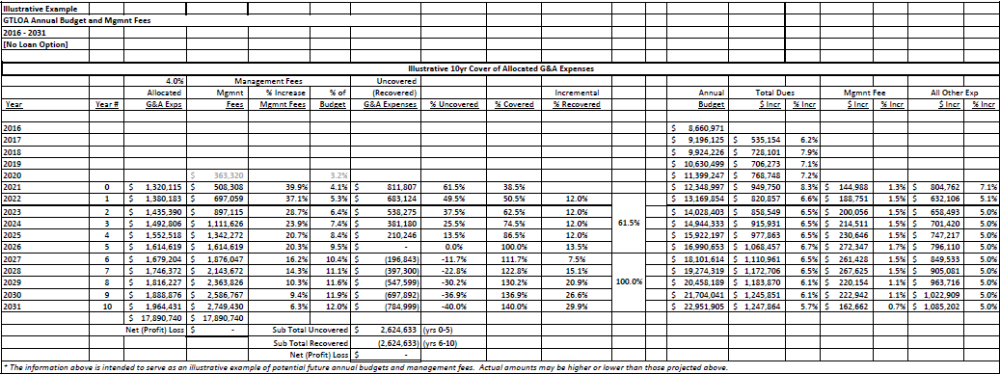 Illustrative Example
GTLOA Annual Budget and Mgmnt Fees
2016 - 2031
[No Loan Option]
Illustrative 10yr Cover of Allocated G&A Expenses
4.0% Management Fees Uncovered
Allocated Mgmnt % Increase % of (Recovered) Incremental Annual Total Dues Mgmnt Fee All Other Exp
Year Year # G&A Exps Fees Mgmnt Fees Budget G&A Expenses % Uncovered % Covered % Recovered Budget $ Incr % Incr $ Incr % Incr $ Incr % Incr
2016 $ 8,660,971
2017 $ 9,196,125 $ 535,154 6.2%
2018 $ 9,924,226 $ 728,101 7.9%
2019 $ 10,630,499 $ 706,273 7.1%
2020 $ 363,320 3.2% $ 11,399,247 $ 768,748 7.2%
2021 0 $ 1,320,115 $ 508,308 39.9% 4.1% $ 811,807 61.5% 38.5% $ 12,348,997 $ 949,750 8.3% $ 144,988 1.3% $ 804,762 7.1%
2022 1 $ 1,380,183 $ 697,059 37.1% 5.3% $ 683,124 49.5% 50.5% 12.0% $ 13,169,854 $ 820,857 6.6% $ 188,751 1.5% $ 632,106 5.1%
2023 2 $ 1,435,390 $ 897,115 28.7% 6.4% $ 538,275 37.5% 62.5% 12.0% $ 14,028,403 $ 858,549 6.5% $ 200,056 1.5% $ 658,493 5.0%
2024 3 $ 1,492,806 $ 1,111,626 23.9% 7.4% $ 381,180 25.5% 74.5% 12.0% 61.5% $ 14,944,333 $ 915,931 6.5% $ 214,511 1.5% $ 701,420 5.0%
2025 4 $ 1,552,518 $ 1,342,272 20.7% 8.4% $ 210,246 13.5% 86.5% 12.0% $ 15,922,197 $ 977,863 6.5% $ 230,646 1.5% $ 747,217 5.0%
2026 5 $ 1,614,619 $ 1,614,619 20.3% 9.5% $ - 0.0% 100.0% 13.5% $ 16,990,653 $ 1,068,457 6.7% $ 272,347 1.7% $ 796,110 5.0%
2027 6 $ 1,679,204 $ 1,876,047 16.2% 10.4% $ (196,843) -11.7% 111.7% 7.5% $ 18,101,614 $ 1,110,961 6.5% $ 261,428 1.5% $ 849,533 5.0%
2028 7 $ 1,746,372 $ 2,143,672 14.3% 11.1% $ (397,300) -22.8% 122.8% 15.1% $ 19,274,319 $ 1,172,706 6.5% $ 267,625 1.5% $ 905,081 5.0%
2029 8 $ 1,816,227 $ 2,363,826 10.3% 11.6% $ (547,599) -30.2% 130.2% 20.9% 100.0% $ 20,458,189 $ 1,183,870 6.1% $ 220,154 1.1% $ 963,716 5.0%
2030 9 $ 1,888,876 $ 2,586,767 9.4% 11.9% $ (697,892) -36.9% 136.9% 26.6% $ 21,704,041 $ 1,245,851 6.1% $ 222,942 1.1% $ 1,022,909 5.0%
2031 10 $ 1,964,431 $ 2,749,430 6.3% 12.0% $ (784,999) -40.0% 140.0% 29.9% $ 22,951,905 $ 1,247,864 5.7% $ 162,662 0.7% $ 1,085,202 5.0%
$ 17,890,740 $ 17,890,740
Net (Profit) Loss $ - Sub Total Uncovered $ 2,624,633 (yrs 0-5)
Sub Total Recovered (2,624,633) (yrs 6-10)
Net (Profit) Loss $ -
* The information above is intended to serve as an illustrative example of potential future annual budgets and management fees. Actual amounts may be higher or lower than those projected above.